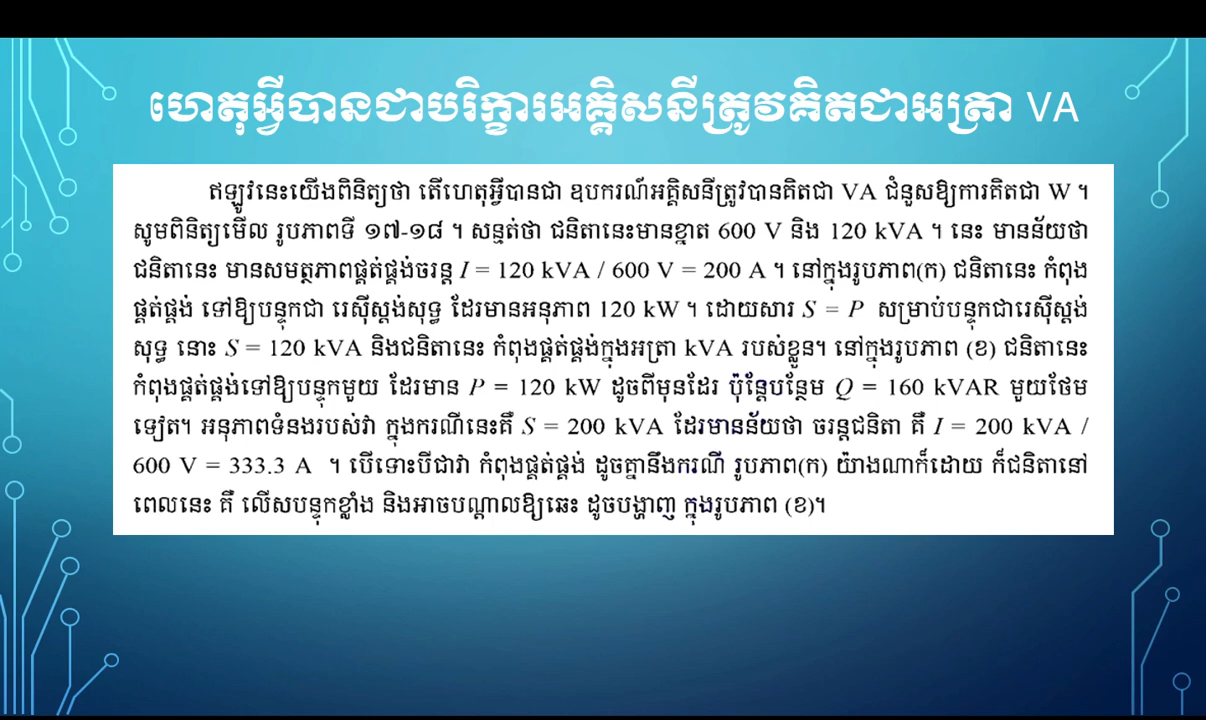 ហេតុអ្វីបានជាបរិក្ខារអគ្គិសនីត្រូវគិតជាអត្រា VA
ឥឡូវនេះយើងពិនិត្យថា តើហេតុអ្វីបានជា ឧបករណ៍អគ្គិសនីត្រូវបានគិតជា VA ជំនួសឱ្យការគិតជា W ។
សូមពិនិត្យមើល រូបភាពទី ១៧-១៨ ។ សន្មត់ថា ជនិតានេះមានខ្នាត 600 V និង 120 kVA ។ នេះ មានន័យថា
ជនិតានេះ មានសមត្ថភាពផ្គត់ផ្គង់ចរន្ត I = 120 kVA / 600 V = 200 A ។ នៅក្នុងរូបភាព(ក) ជនិតានេះ កំពុង
ផ្គត់ផ្គង់ ទៅឱ្យបន្ទុកជា រេស៊ីស្តង់សុទ្ធ ដែរមានអនុភាព 120 kW ។ ដោយសារ S = P សម្រាប់បន្ទុកជារេស៊ីស្តង់
សុទ្ធ នោះ S = 120 kVA និងជនិតានេះ កំពុងផ្គត់ផ្គង់ក្នុងអត្រា kVA របស់ខ្លួន។ នៅក្នុងរូបភាព (ខ) ជនិតានេះ
កំពុងផ្គត់ផ្គង់ទៅឱ្យបន្ទុកមួយ ដែរមាន P = 120 kW ដូចពីមុនដែរ ប៉ុន្តែបន្ថែម Q = 160 kVAR មួយថែម
ទៀត។ អនុភាពទំនងរបស់វា ក្នុងករណីនេះគឺ S = 200 kVA ដែរមានន័យថា ចរន្តជនិតា គឺ I = 200 kVA /
600 V = 333.3 A ។ បើទោះបីជាវា កំពុងផ្គត់ផ្គង់ ដូចគ្នានឹងករណី រូបភាព(ក) យ៉ាងណាក៏ដោយ ក៏ជនិតានៅ
ពេលនេះ គឺ លើសបន្ទុកខ្លាំង និងអាចបណ្តាលឱ្យឆេះ ដូចបង្ហាញ ក្នុងរូបភាព (ខ)។